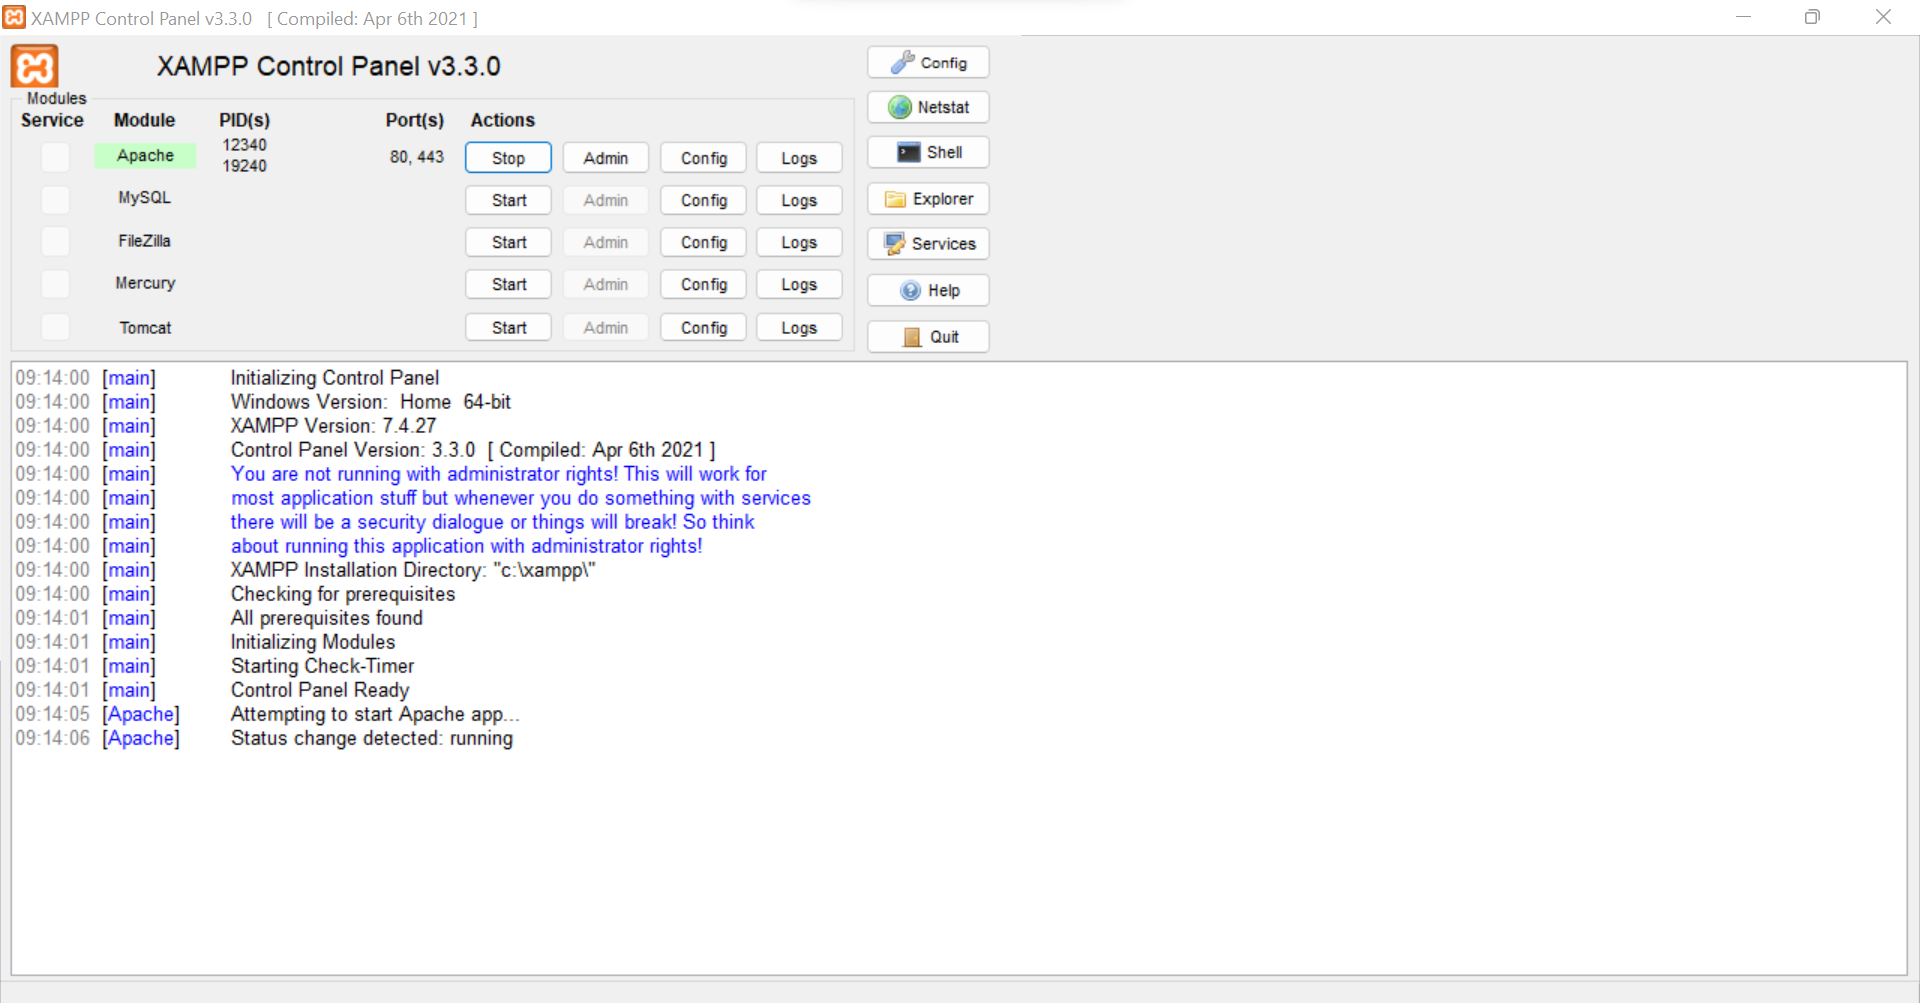 XAMPP Control Panel v3.3.0 [ Compiled: Apr 6th 2021 ]
XAMPP Control Panel v3.3.0
Config
Modules
Netstat
Service Module PID(s) Port(s) Actions
Apache 12340 19240 80, 443 Stop Admin Config Logs
Shell
MySQL Start Admin Config Logs
Explorer
FileZilla Start Admin Config Logs
Services
Mercury Start Admin Config Logs
Help
Tomcat Start Admin Config Logs
Quit
09:14:00 [main] Initializing Control Panel
09:14:00 [main] Windows Version: Home 64-bit
09:14:00 [main] XAMPP Version: 7.4.27
09:14:00 [main] Control Panel Version: 3.3.0 [ Compiled: Apr 6th 2021 ]
09:14:00 [main] You are not running with administrator rights! This will work for
09:14:00 [main] most application stuff but whenever you do something with services
09:14:00 [main] there will be a security dialogue or things will break! So think
09:14:00 [main] about running this application with administrator rights!
09:14:00 [main] XAMPP Installation Directory: "c:\xampp\"
09:14:00 [main] Checking for prerequisites
09:14:01 [main] All prerequisites found
09:14:01 [main] Initializing Modules
09:14:01 [main] Starting Check-Timer
09:14:01 [main] Control Panel Ready
09:14:05 [Apache] Attempting to start Apache app...
09:14:06 [Apache] Status change detected: running